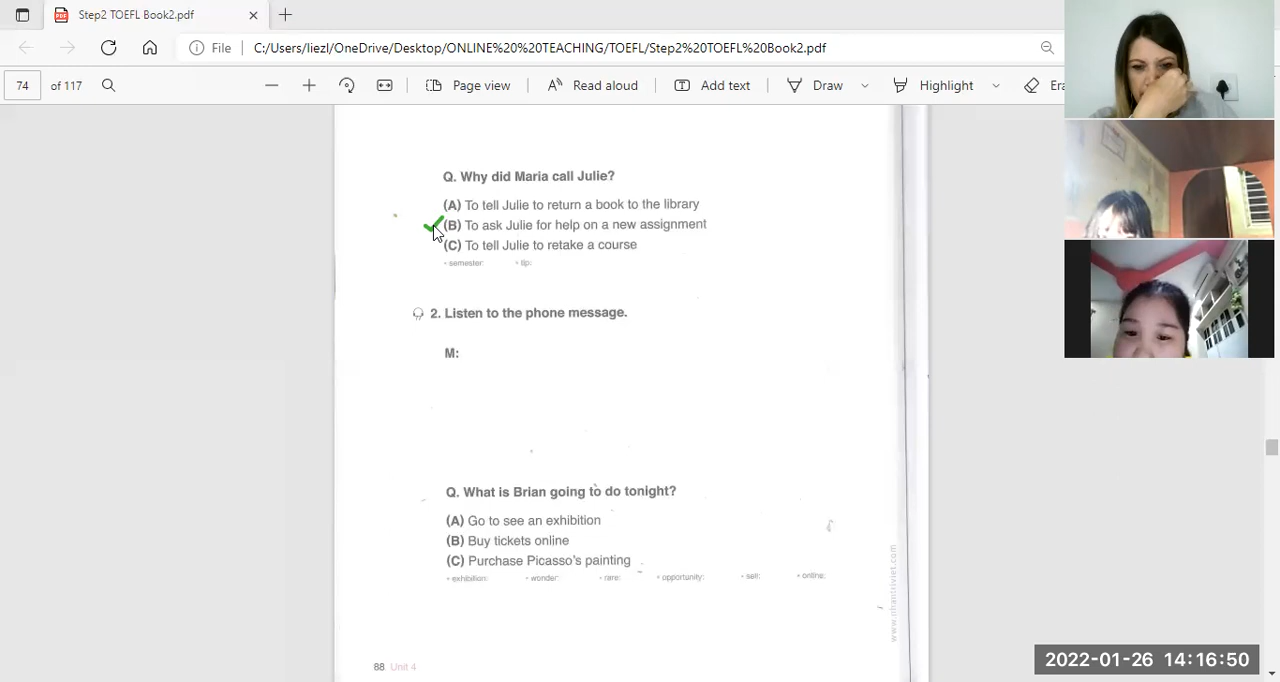 Step2 TOEFL Book2.pdf
File
C:/Users/liezl/OneDrive/Desktop/ONLINE%20%20TEACHING/TOEFL/Step2%20TOEFL%20Book2.pdf
74 of 117
Page view
Read aloud
Add text
Draw
Highlight
Era
Q. Why did Maria call Julie?
(A) To tell Julie to return a book to the library
(B) To ask Julie for help on a new assignment
(C) To tell Julie to retake a course
• semester: • tip:
2. Listen to the phone message.
M:
Q. What is Brian going to do tonight?
(A) Go to see an exhibition
(B) Buy tickets online
(C) Purchase Picasso's painting
• exhibition: • wonder: • rare: • opportunity: • sell: • online:
www.nhantriviet.com
88 Unit 4
2022-01-26 14:16:50